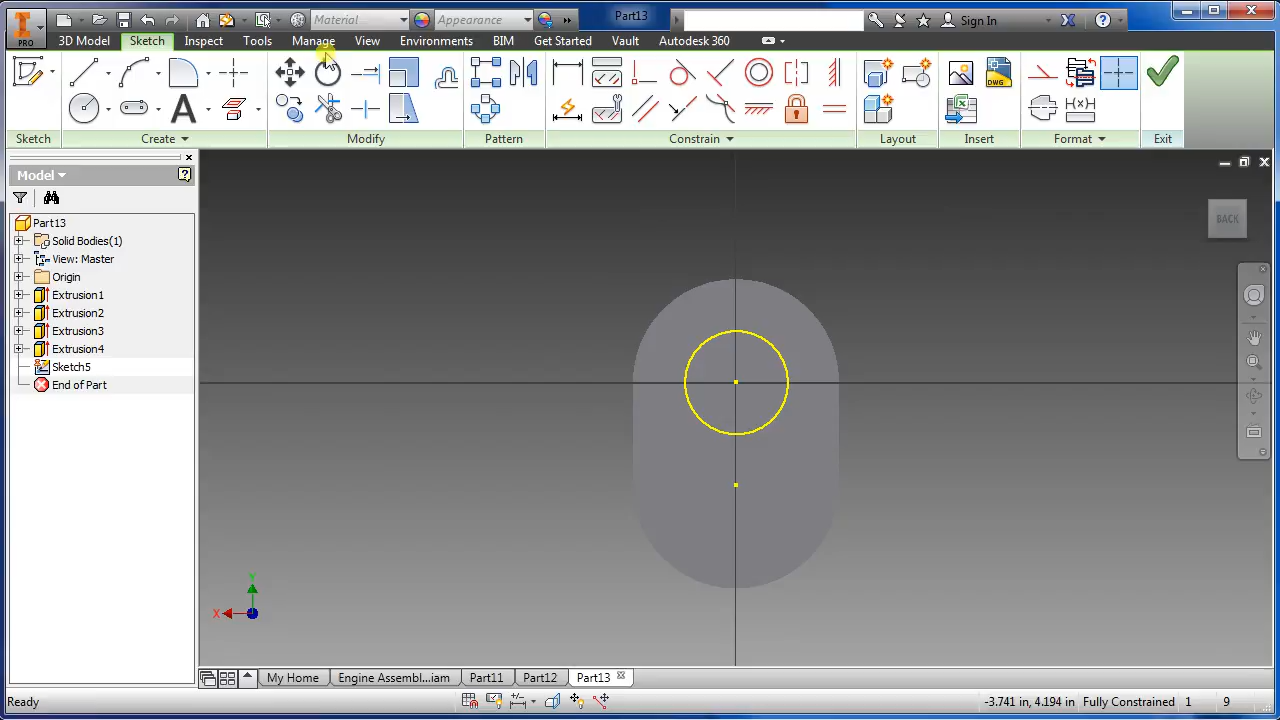 PRO
Material
Appearance
Part13
Sign In
3D Model
Sketch
Inspect
Tools
Manage
View
Environments
BIM
Get Started
Vault
Autodesk 360
A
DWG
Sketch
Create
Modify
Pattern
Constrain
Layout
Insert
Format
Exit
Model
Part13
Solid Bodies(1)
View: Master
Origin
Extrusion1
Extrusion2
Extrusion3
Extrusion4
Sketch5
End of Part
BACK
Y
X
My Home
Engine Assembl...iam
Part11
Part12
Part13
Ready
-3.741 in, 4.194 in
Fully Constrained
1
9